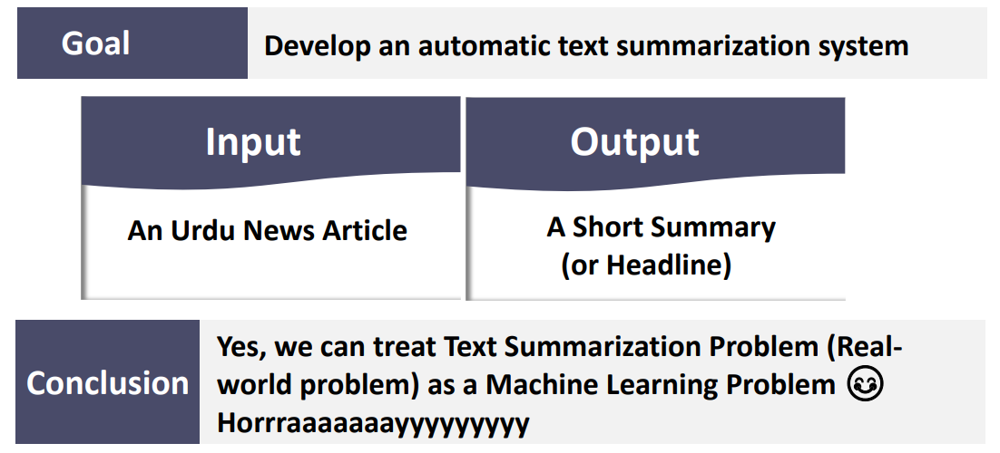 Goal
Develop an automatic text summarization system
Input
Output
An Urdu News Article
A Short Summary
(or Headline)
Conclusion
Yes, we can treat Text Summarization Problem (Real-
world problem) as a Machine Learning Problem 😊
Horrraaaaaaayyyyyyyyy